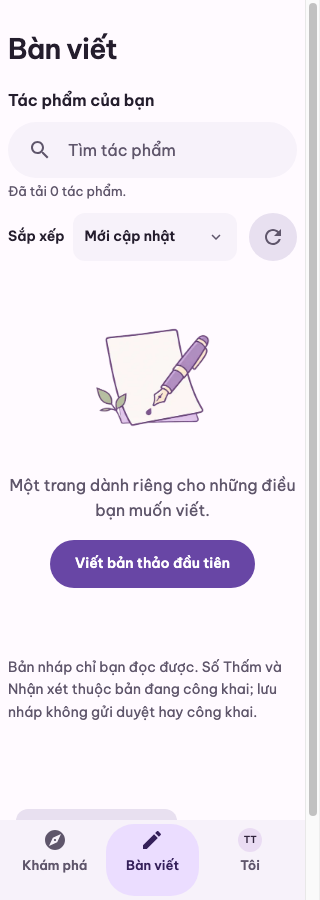 Bàn viết
Tác phẩm của bạn
Tìm tác phẩm
Đã tải 0 tác phẩm.
Sắp xếp
Mới cập nhật
Một trang dành riêng cho những điều
bạn muốn viết.
Viết bản thảo đầu tiên
Bản nháp chỉ bạn đọc được. Số Thấm và
Nhận xét thuộc bản đang công khai; lưu
nháp không gửi duyệt hay công khai.
TT
Khám phá
Bàn viết
Tôi